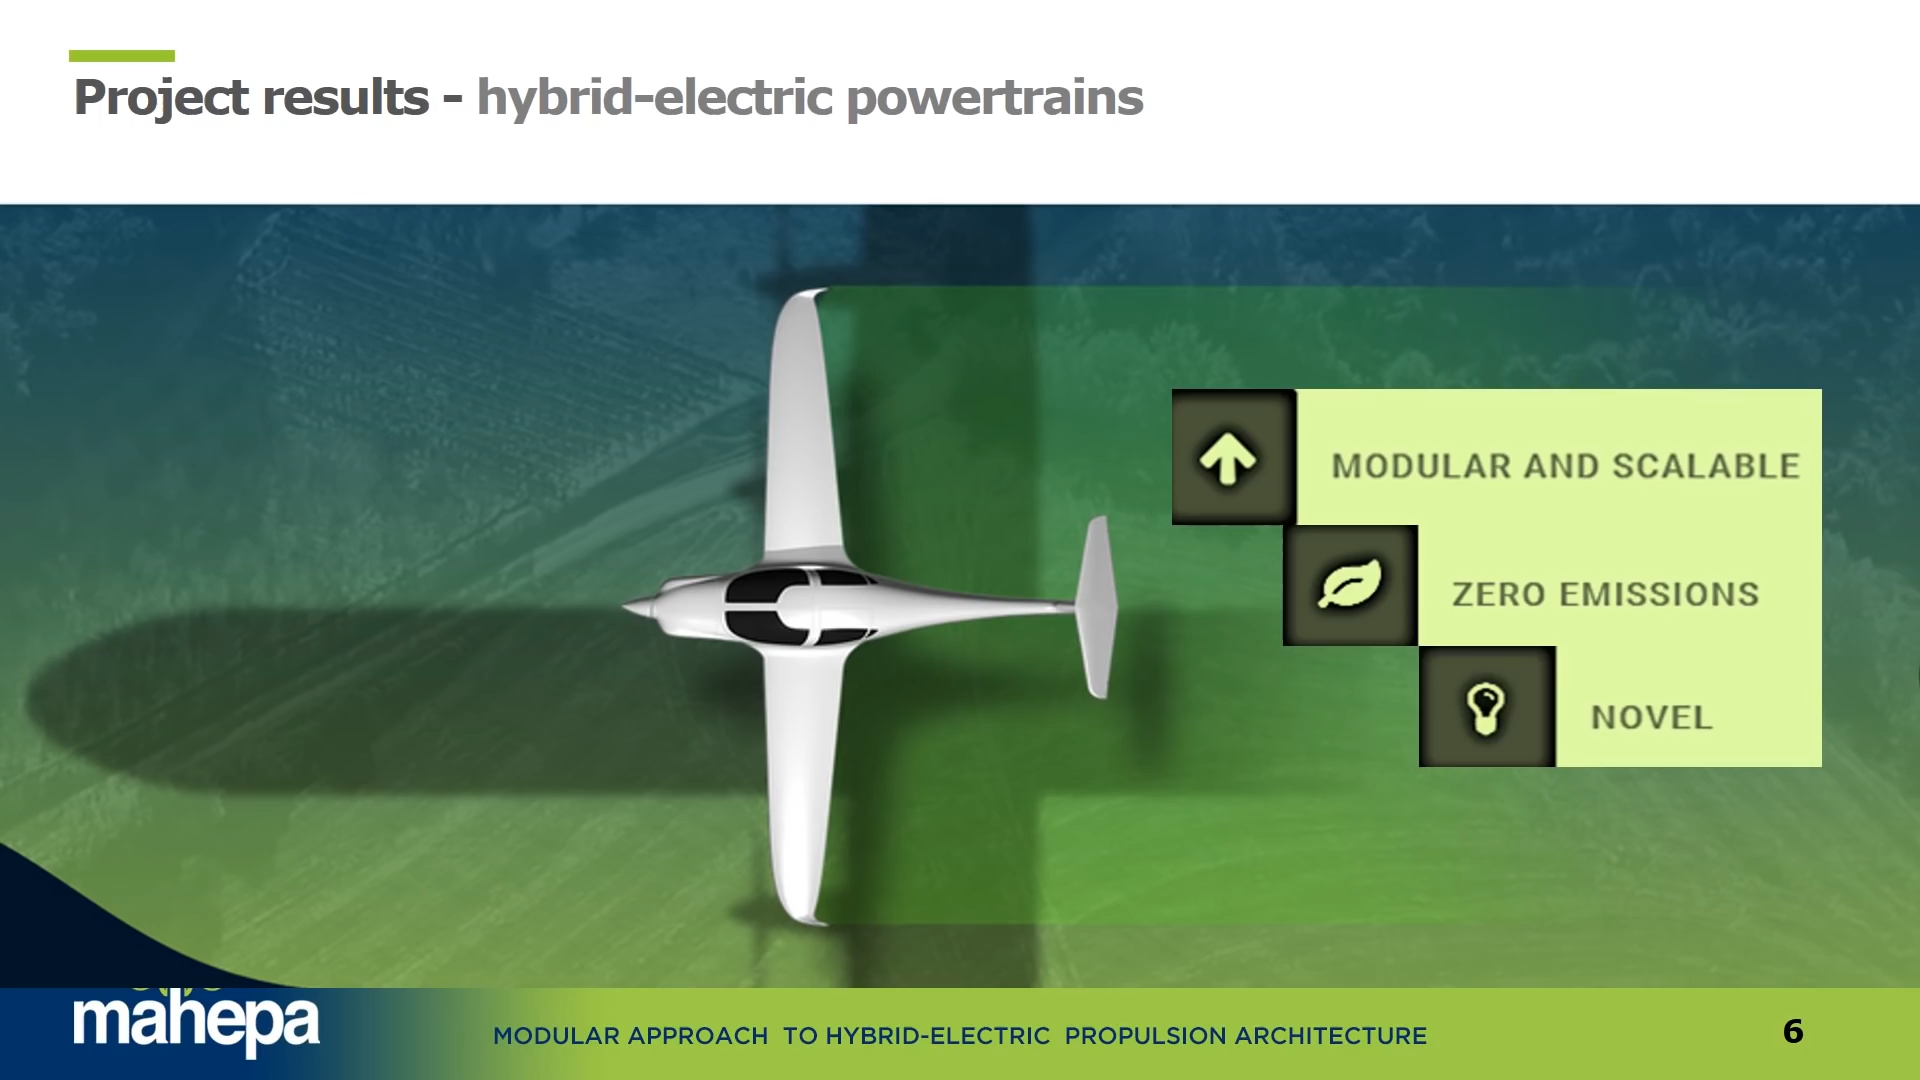 Project results - hybrid-electric powertrains
MODULAR AND SCALABLE
ZERO EMISSIONS
NOVEL
mahepa
MODULAR APPROACH TO HYBRID-ELECTRIC PROPULSION ARCHITECTURE
6